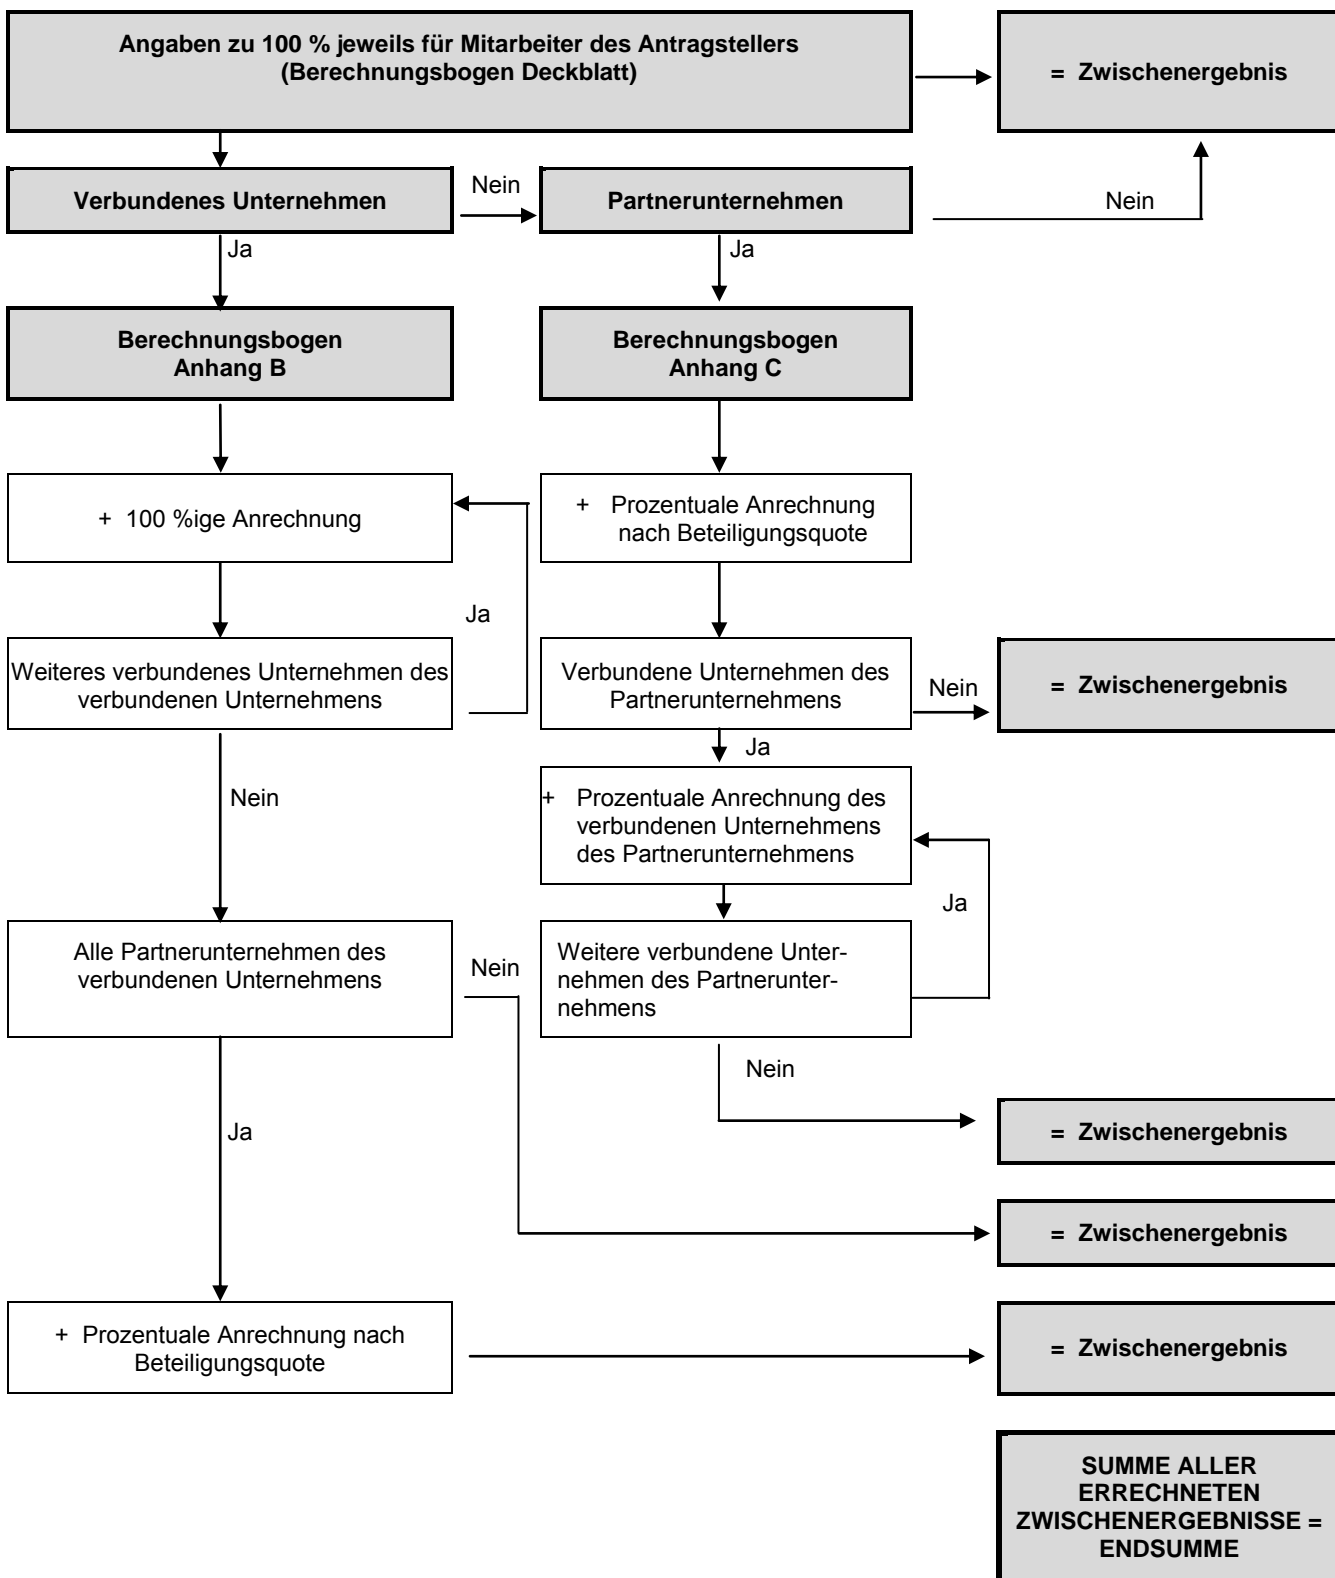 Angaben zu 100 % jeweils für Mitarbeiter des Antragstellers
(Berechnungsbogen Deckblatt)
= Zwischenergebnis
Verbundenes Unternehmen
Nein
Partnerunternehmen
Nein
Ja
Ja
Berechnungsbogen
Anhang B
Berechnungsbogen
Anhang C
+ 100 %ige Anrechnung
+ Prozentuale Anrechnung
nach Beteiligungsquote
Ja
Weiteres verbundenes Unternehmen des
verbundenen Unternehmens
Verbundene Unternehmen des
Partnerunternehmens
Nein
= Zwischenergebnis
Ja
Nein
+ Prozentuale Anrechnung des
verbundenen Unternehmens
des Partnerunternehmens
Ja
Alle Partnerunternehmen des
verbundenen Unternehmens
Nein
Weitere verbundene Unter-
nehmen des Partnerunter-
nehmens
Nein
Ja
= Zwischenergebnis
= Zwischenergebnis
+ Prozentuale Anrechnung nach
Beteiligungsquote
= Zwischenergebnis
SUMME ALLER
ERRECHNETEN
ZWISCHENERGEBNISSE =
ENDSUMME